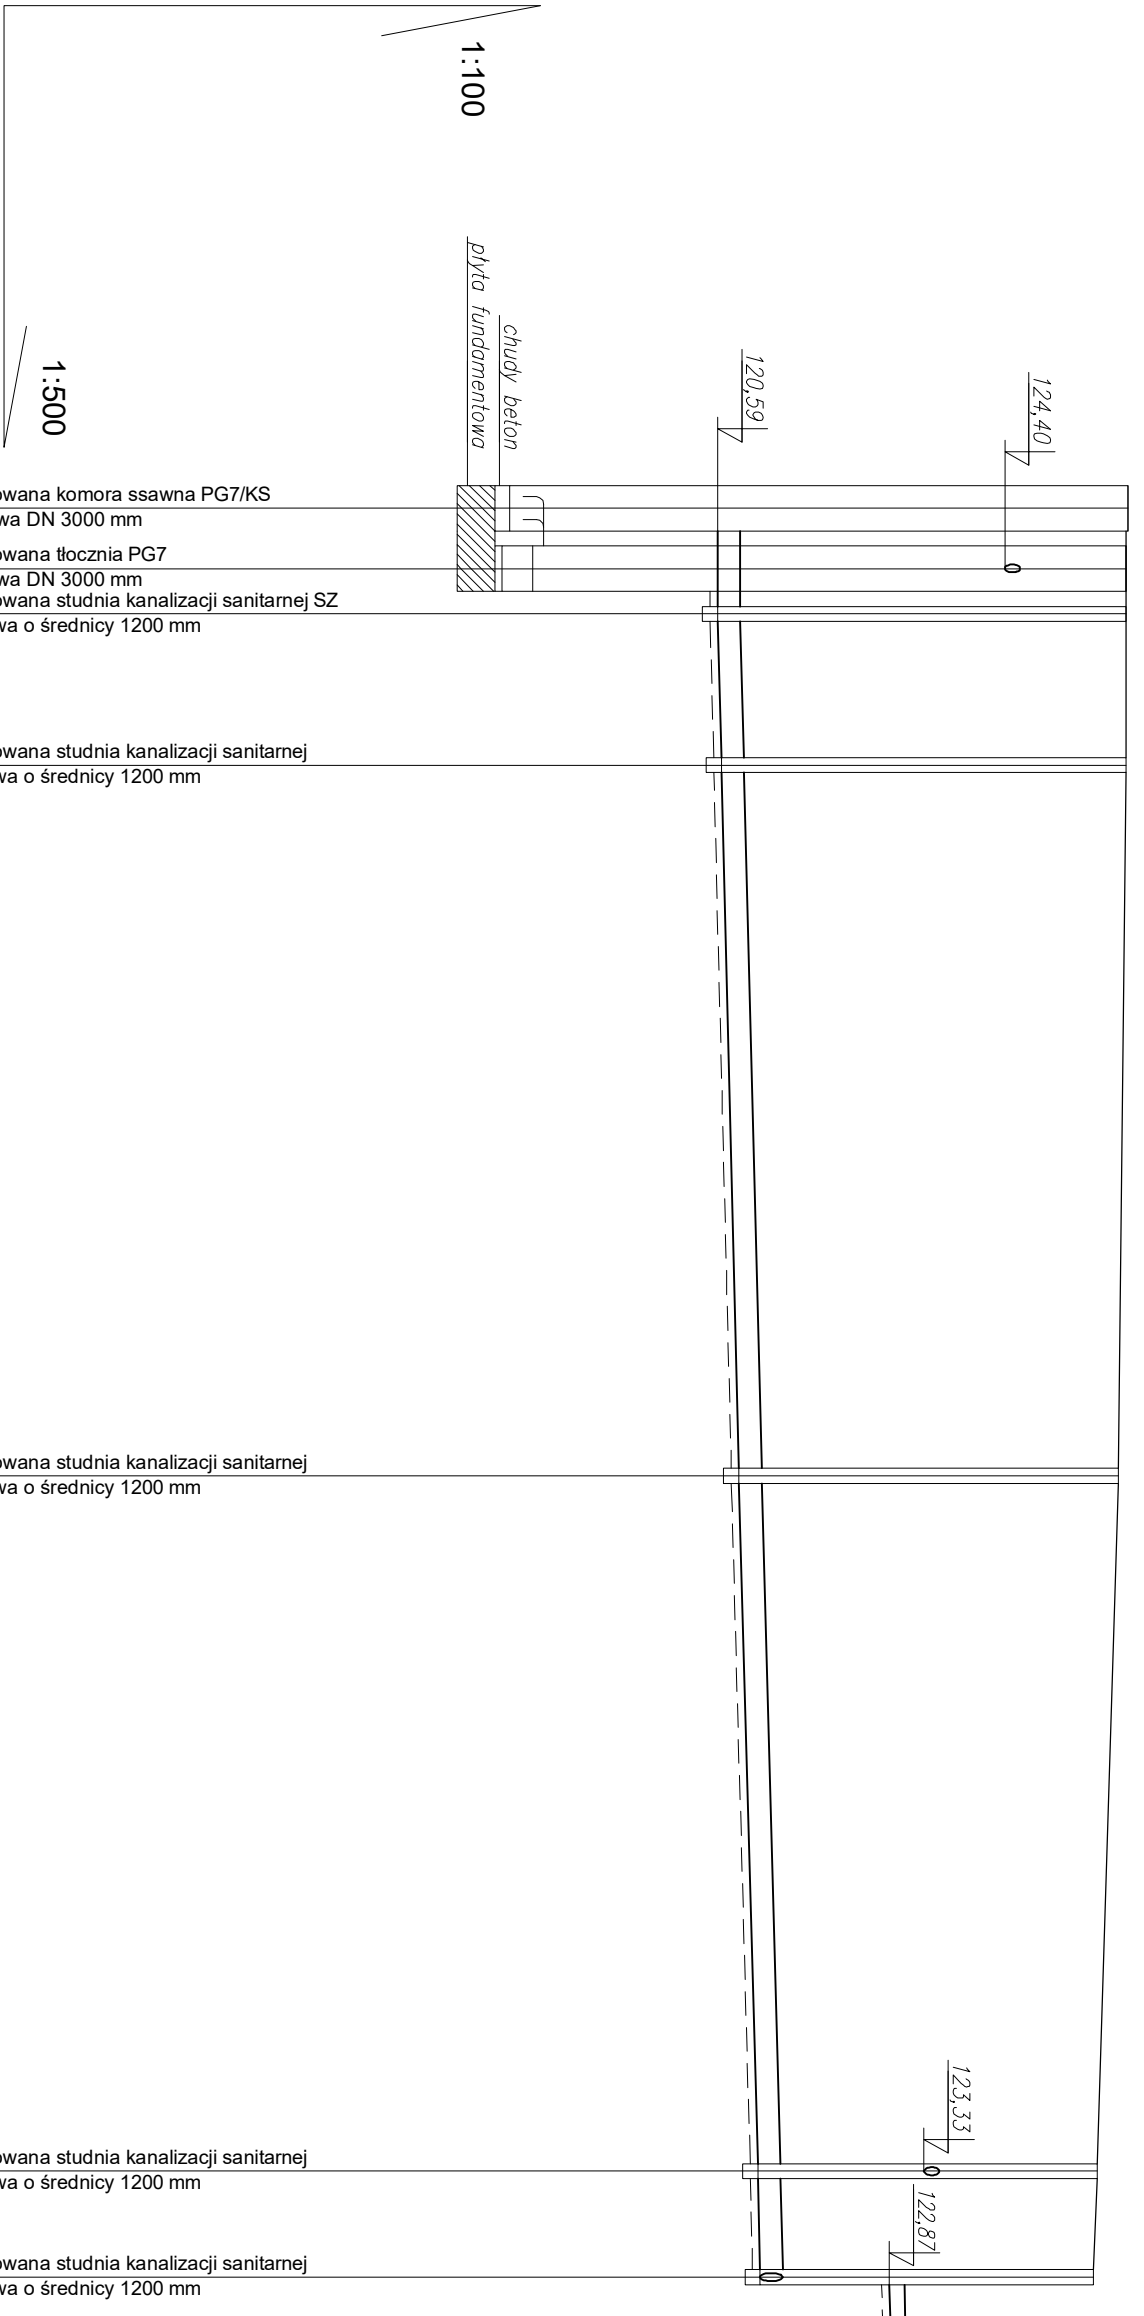 1:100
1:500
płyta fundamentowa
chudy beton
120,59
124,40
owana komora ssawna PG7/KS
wa DN 3000 mm
owana tłocznia PG7
wa DN 3000 mm
owana studnia kanalizacji sanitarnej SZ
wa o średnicy 1200 mm
owana studnia kanalizacji sanitarnej
wa o średnicy 1200 mm
owana studnia kanalizacji sanitarnej
wa o średnicy 1200 mm
123,33
owana studnia kanalizacji sanitarnej
wa o średnicy 1200 mm
122,87
owana studnia kanalizacji sanitarnej
wa o średnicy 1200 mm